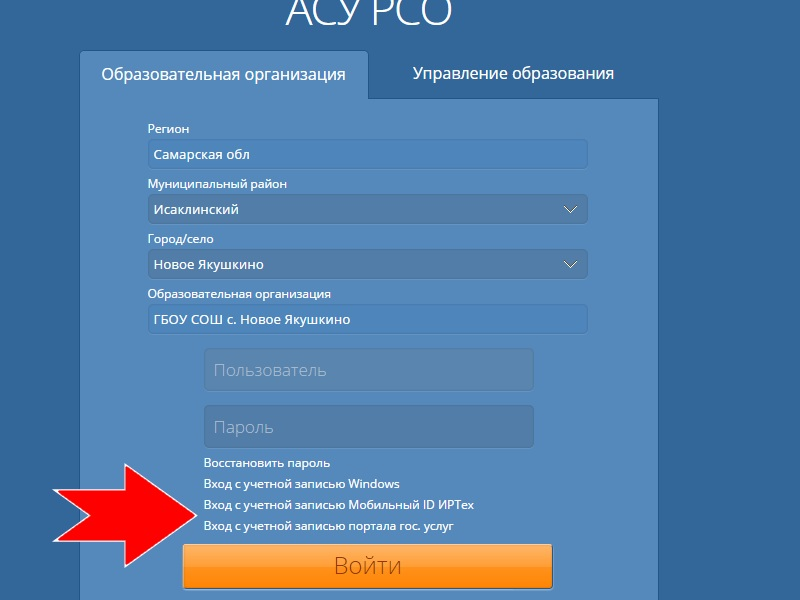 АСУ РСО
Образовательная организация
Управление образования
Регион
Самарская обл
Муниципальный район
Исаклинский
Город/село
Новое Якушкино
Образовательная организация
ГБОУ СОШ с. Новое Якушкино
Пользователь
Пароль
Восстановить пароль
Вход с учетной записью Windows
Вход с учетной записью Мобильный ID ИРТех
Вход с учетной записью портала гос. услуг
Войти